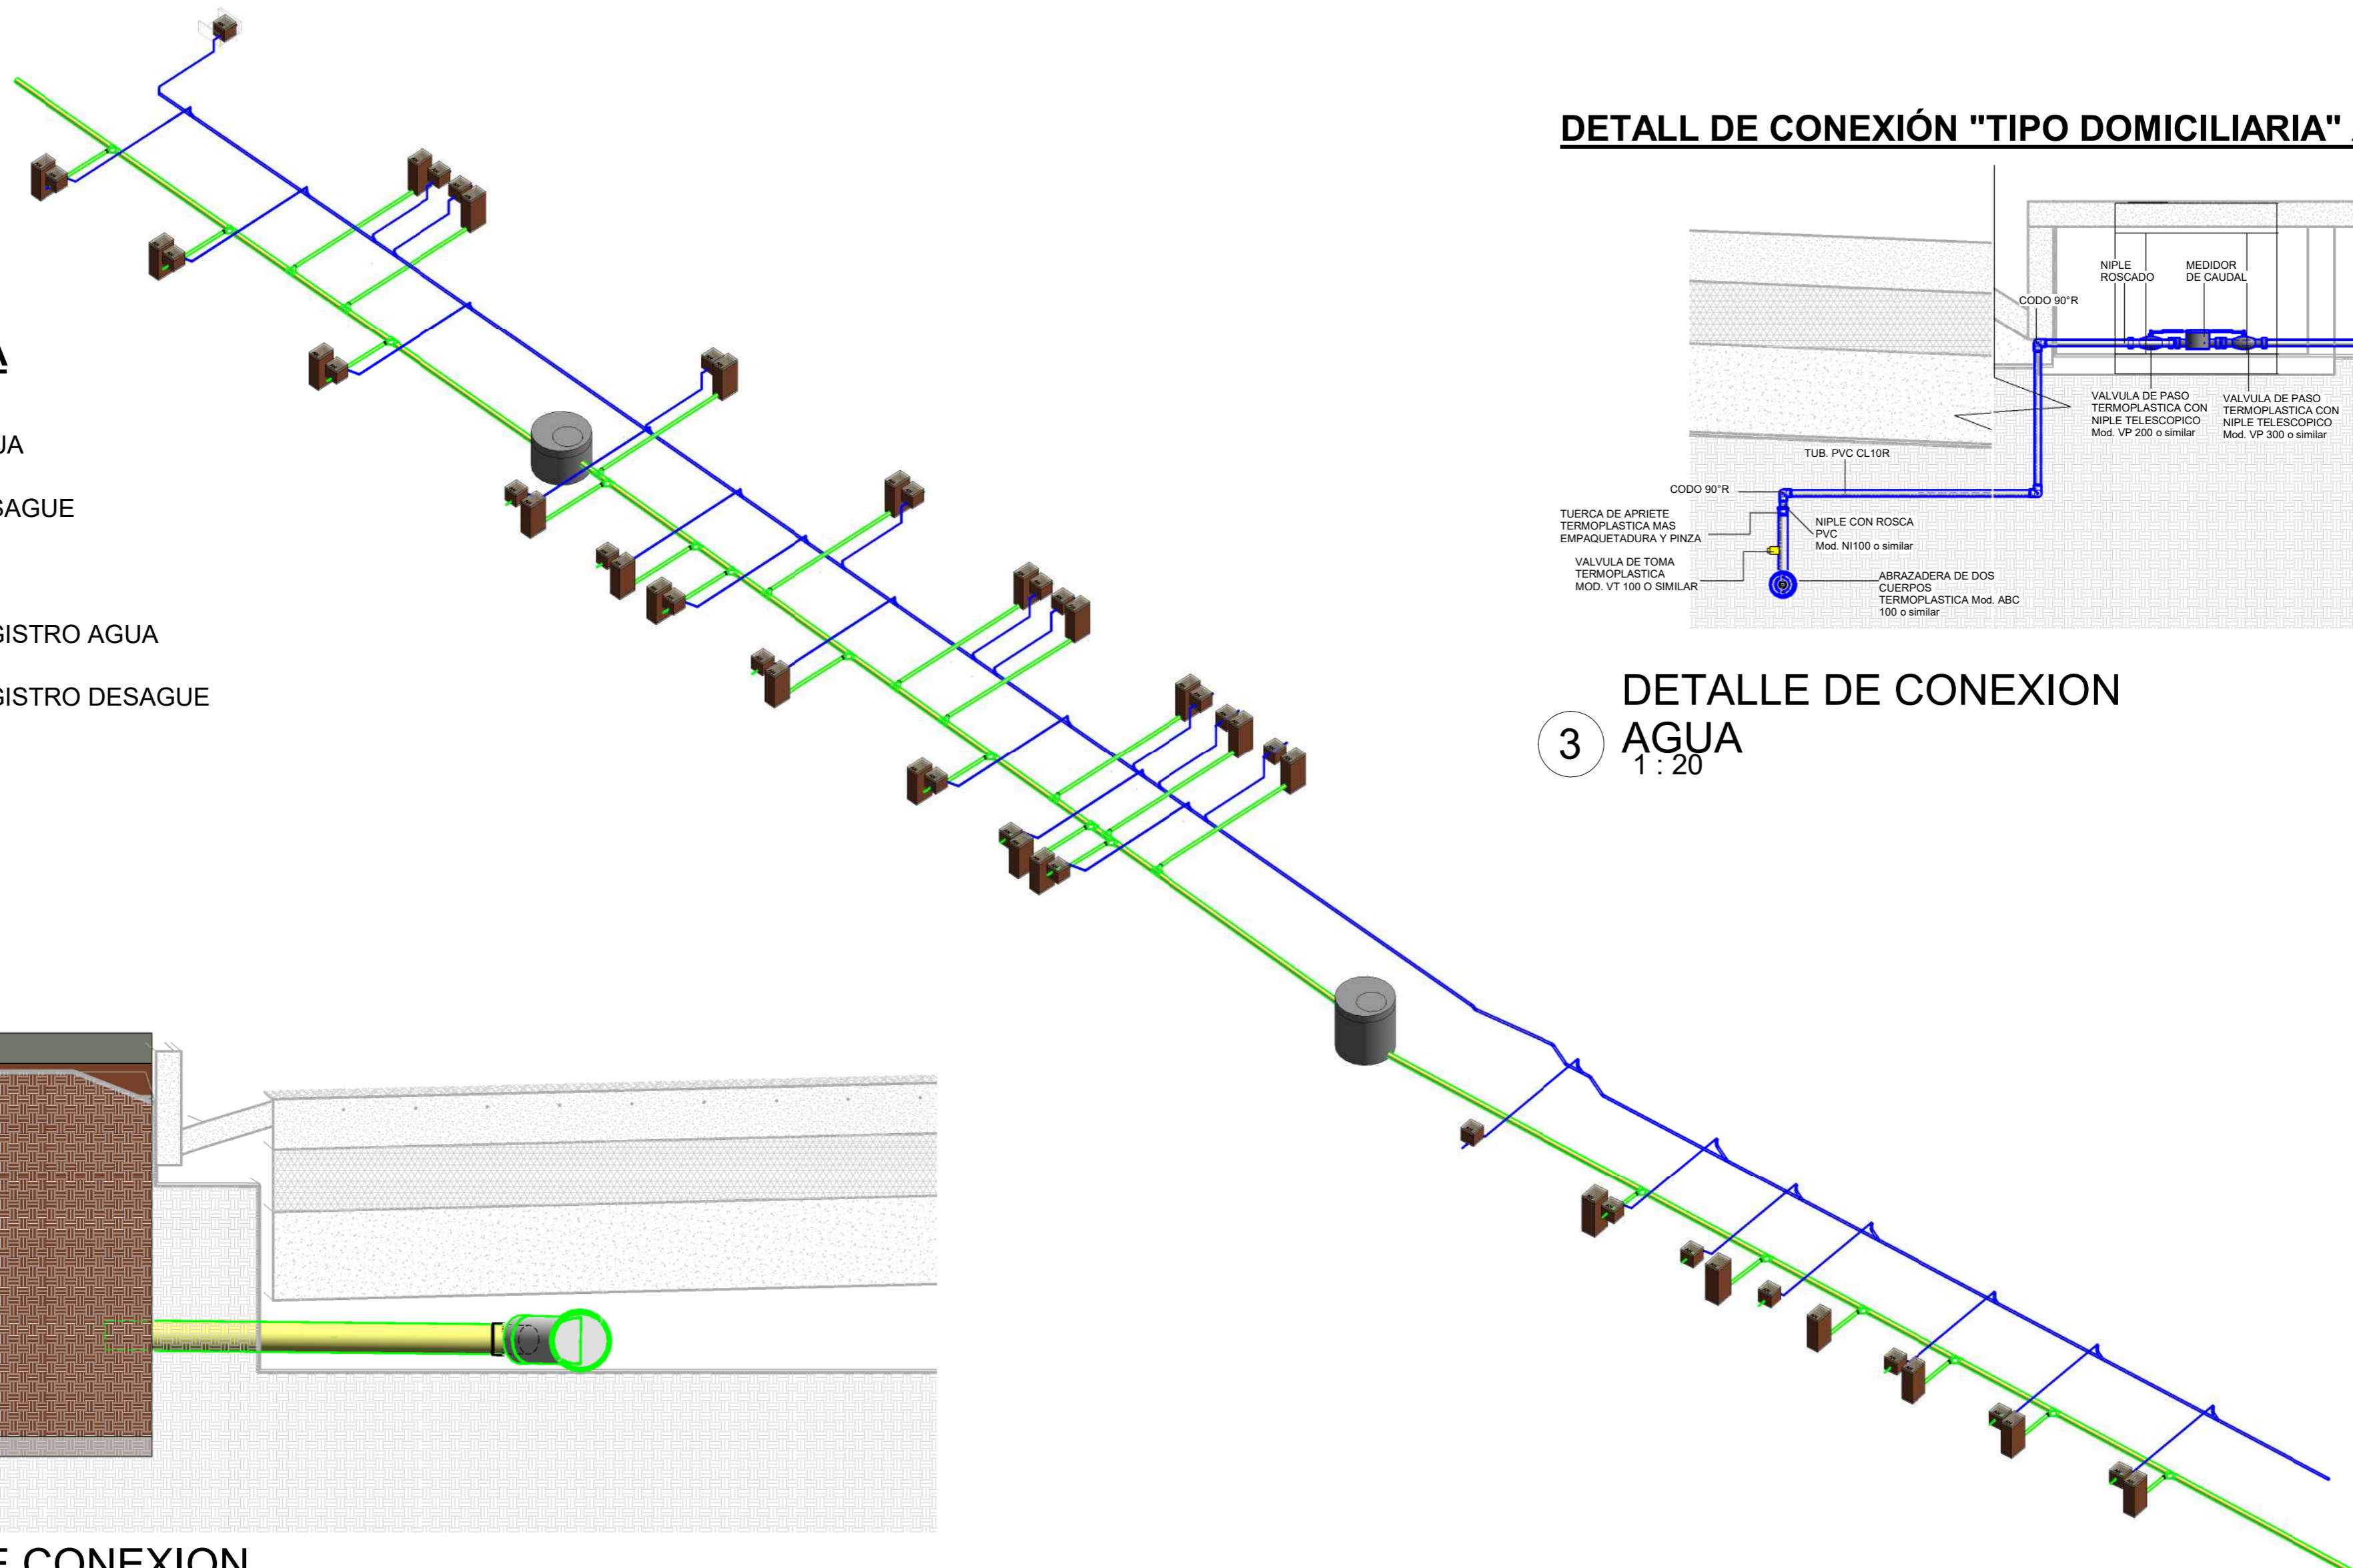 DETALL DE CONEXIÓN "TIPO DOMICILIARIA"
NIPLE
ROSCADO
MEDIDOR
DE CAUDAL
CODO 90°R
VALVULA DE PASO
TERMOPLASTICA CON
NIPLE TELESCOPICO
Mod. VP 200 o similar
VALVULA DE PASO
TERMOPLASTICA CON
NIPLE TELESCOPICO
Mod. VP 300 o similar
TUB. PVC CL10R
CODO 90°R
TUERCA DE APRIETE
TERMOPLASTICA MAS
EMPAQUETADURA Y PINZA
NIPLE CON ROSCA
PVC
Mod. NI100 o similar
VALVULA DE TOMA
TERMOPLASTICA
MOD. VT 100 O SIMILAR
ABRAZADERA DE DOS
CUERPOS
TERMOPLASTICA Mod. ABC
100 o similar
3
DETALLE DE CONEXION
AGUA
1 : 20
A
UA
SAGUE
GISTRO AGUA
GISTRO DESAGUE
E CONEXION